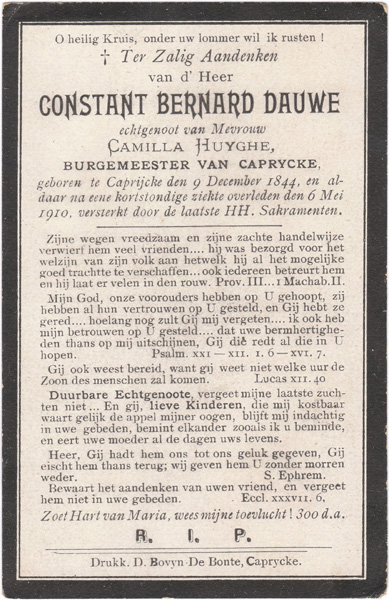 O heilig Kruis, onder uw lommer wil ik rusten !
† Ter Zalig Aandenken
van d' Heer
CONSTANT BERNARD DAUWE
echtgenoot van Mevrouw
CAMILLA HUYGHE,
BURGEMEESTER VAN CAPRYCKE,
geboren te Caprijcke den 9 December 1844, en al-
daar na eene kortstondige ziekte overleden den 6 Mei
1910, versterkt door de laatste HH. Sakramenten.
Zijne wegen vreedzaam en zijne zachte handelwijze
verwierf hem veel vrienden.... hij was bezorgd voor het
welzijn van zijn volk aan hetwelk hij al het mogelijke
goed trachtte te verschaffen... ook iedereen betreurt hem
en hij laat er velen in den rouw. Prov. III... 1 Machab. II.
Mijn God, onze voorouders hebben op U gehoopt, zij
hebben al hun vertrouwen op U gesteld, en Gij hebt ze
gered.... hoelang nog zult Gij mij vergeten.... ik ook heb
mijn betrouwen op U gesteld.... dat uwe bermhertighe-
den thans op mij uitschijne, Gij die redt al die in U
hopen. Psalm. XXI — XII. 1. 6 — XVI. 7.
Gij ook weest bereid, want gij weet niet welke uur de
Zoon des menschen zal komen. Lucas XII. 40
Duurbare Echtgenoote, vergeet mijne laatste zuch-
ten niet... En gij, lieve Kinderen, die mij kostbaar
waart gelijk de appel mijner oogen, blijft mij indachtig
in uwe gebeden, bemint elkander zooals ik u beminde,
en eert uwe moeder al de dagen uws levens.
Heer, Gij hadt hem ons tot ons geluk gegeven, Gij
eischt hem thans terug; wij geven hem U zonder morren
weder. S. Ephrem.
Bewaart het aandenken van uwen vriend, en vergeet
hem niet in uwe gebeden. Eccl. XXXVII. 6,
Zoet Hart van Maria, wees mijne toevlucht ! 300 d.a.
R. I. P.
Drukk. D. Bovyn-De Bonte, Caprycke.